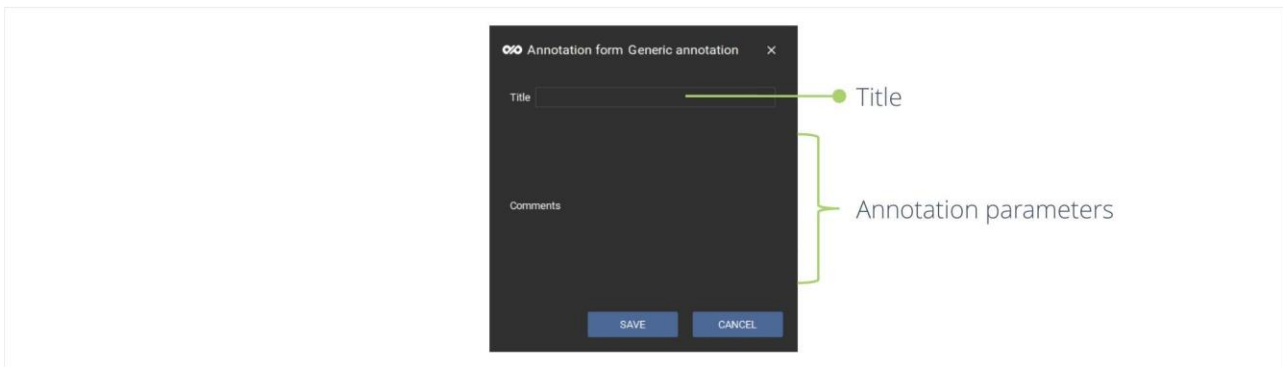 Annotation form Generic annotation
Title
Title
Comments
Annotation parameters
SAVE CANCEL